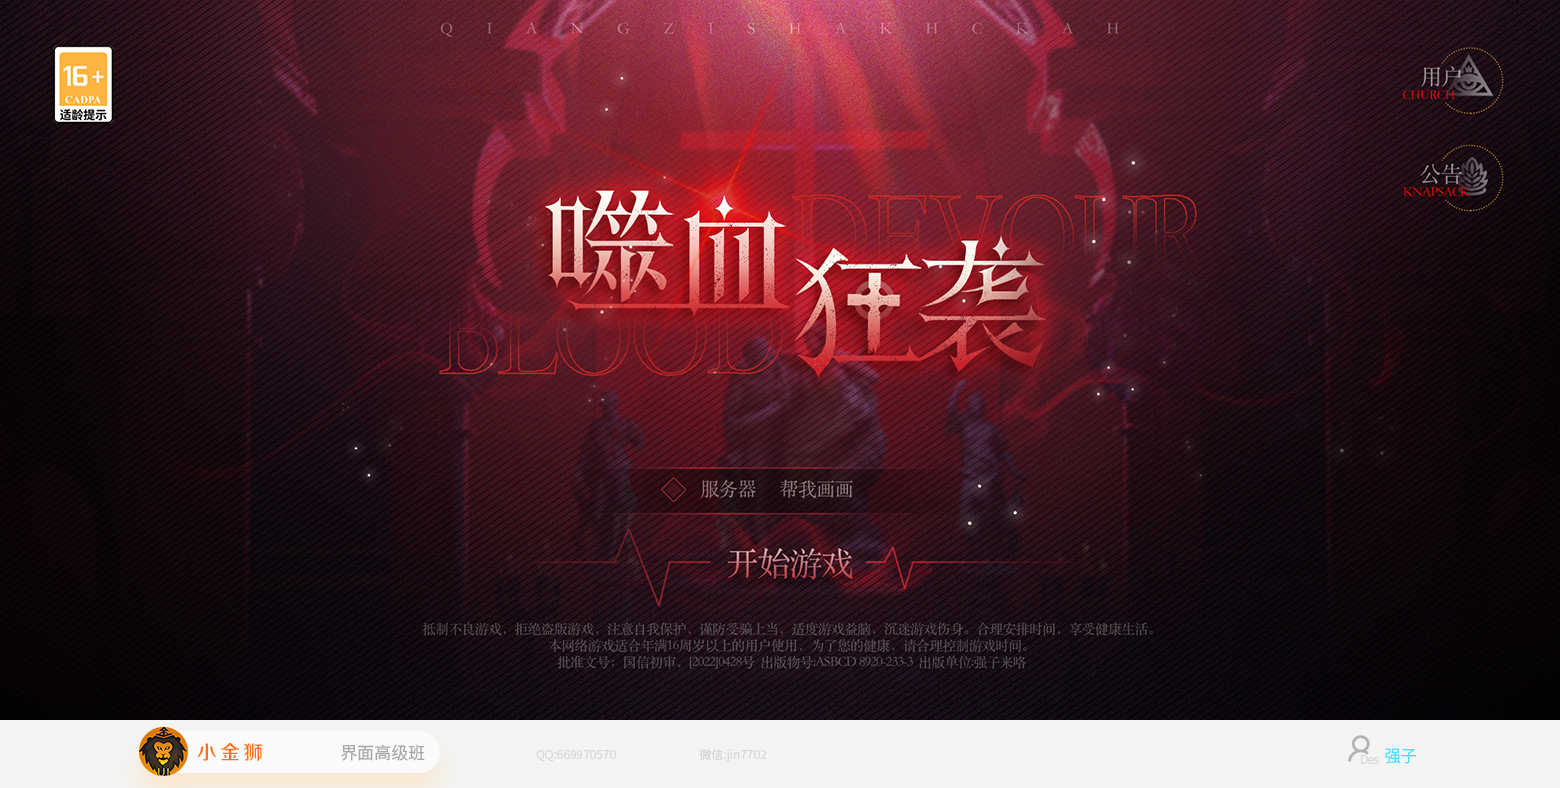 QIANGZISHAKHCKAH
16+
CADPA
适龄提示
用户
CHURCH
公告
KNAPSACK
噬血狂袭
DEVOUR
BLOOD
服务器 帮我画画
开始游戏
抵制不良游戏，拒绝盗版游戏，注意自我保护，谨防受骗上当，适度游戏益脑，沉迷游戏伤身。合理安排时间，享受健康生活。
本网络游戏适合年满16周岁以上的用户使用，为了您的健康，请合理控制游戏时间。
批准文号：国信初审，[2022]0428号 出版物号:ASBCD 8920-233-3 出版单位:强子来咯
小金狮 界面高级班 QQ:669970570 微信:jin7702 Des 强子